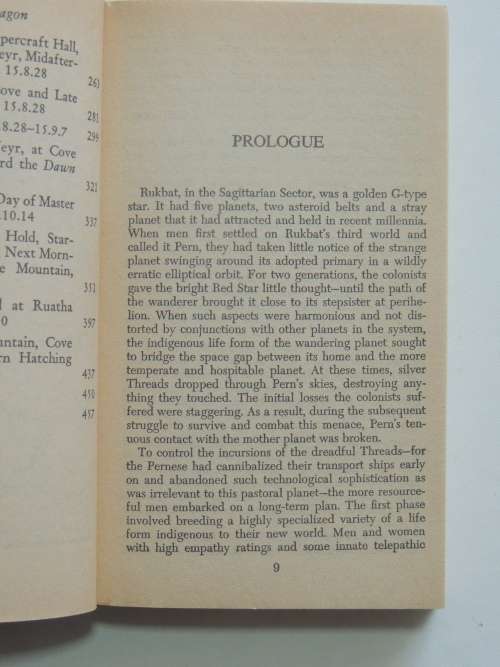 agon
percraft Hall,
eyr, Midafter-
15.8.28
263
ove and Late
15.8.28
281
8.28–15.9.7
299
eyr, at Cove
rd the Dawn
321
Day of Master
.10.14
337
Hold, Star-
Next Morn-
e Mountain,
351
l at Ruatha
0
397
untain, Cove
rn Hatching
437
450
457
PROLOGUE
Rukbat, in the Sagittarian Sector, was a golden G-type
star. It had five planets, two asteroid belts and a stray
planet that it had attracted and held in recent millennia.
When men first settled on Rukbat's third world and
called it Pern, they had taken little notice of the strange
planet swinging around its adopted primary in a wildly
erratic elliptical orbit. For two generations, the colonists
gave the bright Red Star little thought—until the path of
the wanderer brought it close to its stepsister at perihe-
lion. When such aspects were harmonious and not dis-
torted by conjunctions with other planets in the system,
the indigenous life form of the wandering planet sought
to bridge the space gap between its home and the more
temperate and hospitable planet. At these times, silver
Threads dropped through Pern's skies, destroying any-
thing they touched. The initial losses the colonists suf-
fered were staggering. As a result, during the subsequent
struggle to survive and combat this menace, Pern's ten-
uous contact with the mother planet was broken.
To control the incursions of the dreadful Threads—for
the Pernese had cannibalized their transport ships early
on and abandoned such technological sophistication as
was irrelevant to this pastoral planet—the more resource-
ful men embarked on a long-term plan. The first phase
involved breeding a highly specialized variety of a life
form indigenous to their new world. Men and women
with high empathy ratings and some innate telepathic
9